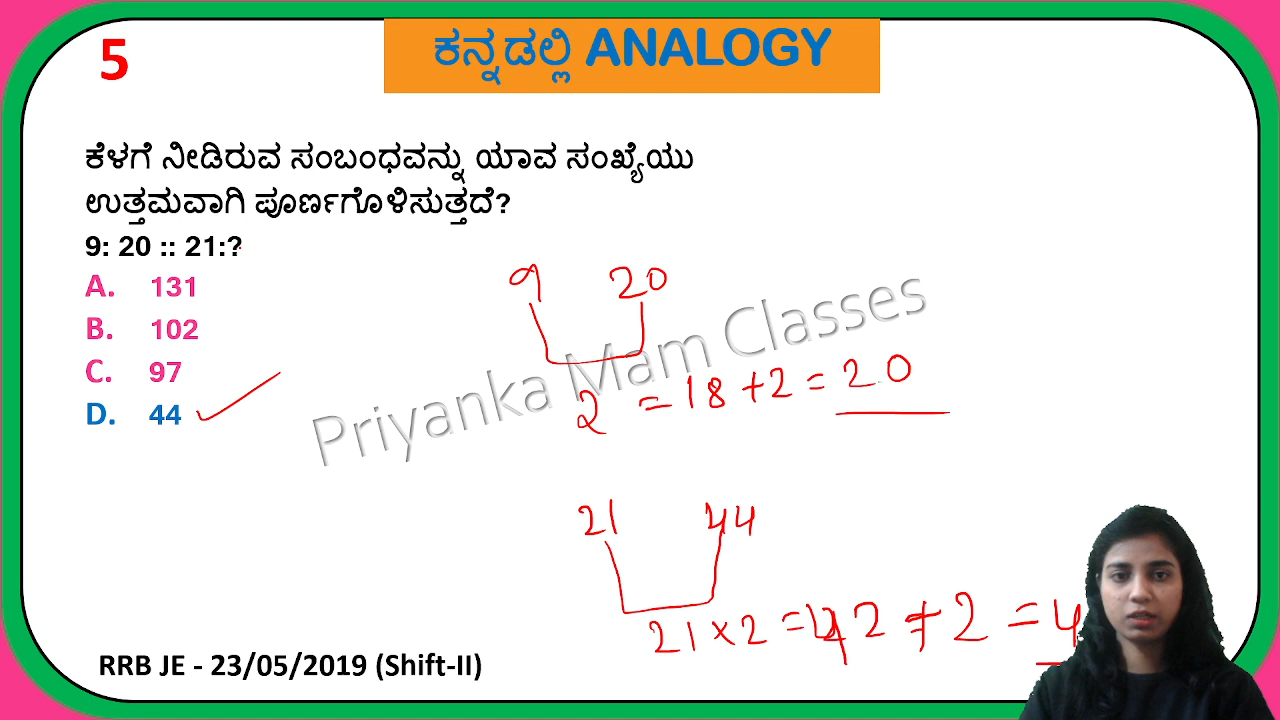 5
ಕನ್ನಡಲ್ಲಿ ANALOGY
ಕೆಳಗೆ ನೀಡಿರುವ ಸಂಬಂಧವನ್ನು ಯಾವ ಸಂಖ್ಯೆಯು
ಉತ್ತಮವಾಗಿ ಪೂರ್ಣಗೊಳಿಸುತ್ತದೆ?
9: 20 :: 21:?
A. 131
B. 102
C. 97
D. 44
9 20
2 = 18 + 2 = 20
Priyanka Mam Classes
21 44
21 × 2 = 42 + 2 = 4
RRB JE - 23/05/2019 (Shift-II)